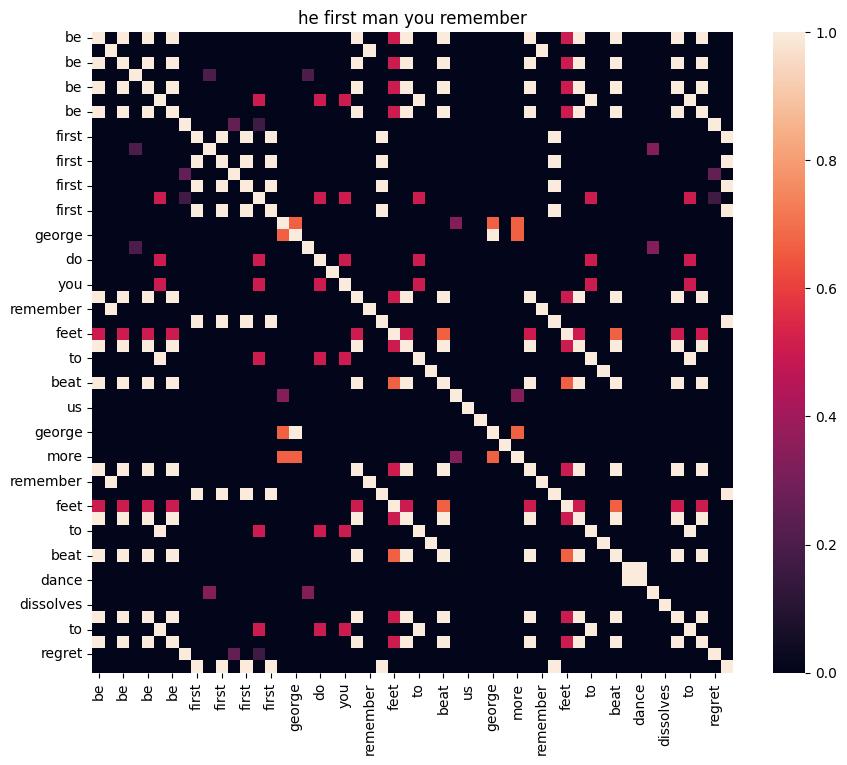 he first man you remember
be
be
be
be
first
first
first
first
george
do
you
remember
feet
to
beat
us
george
more
remember
feet
to
beat
dance
dissolves
to
regret
be
be
be
be
first
first
first
first
george
do
you
remember
feet
to
beat
us
george
more
remember
feet
to
beat
dance
dissolves
to
regret
1.0
0.8
0.6
0.4
0.2
0.0